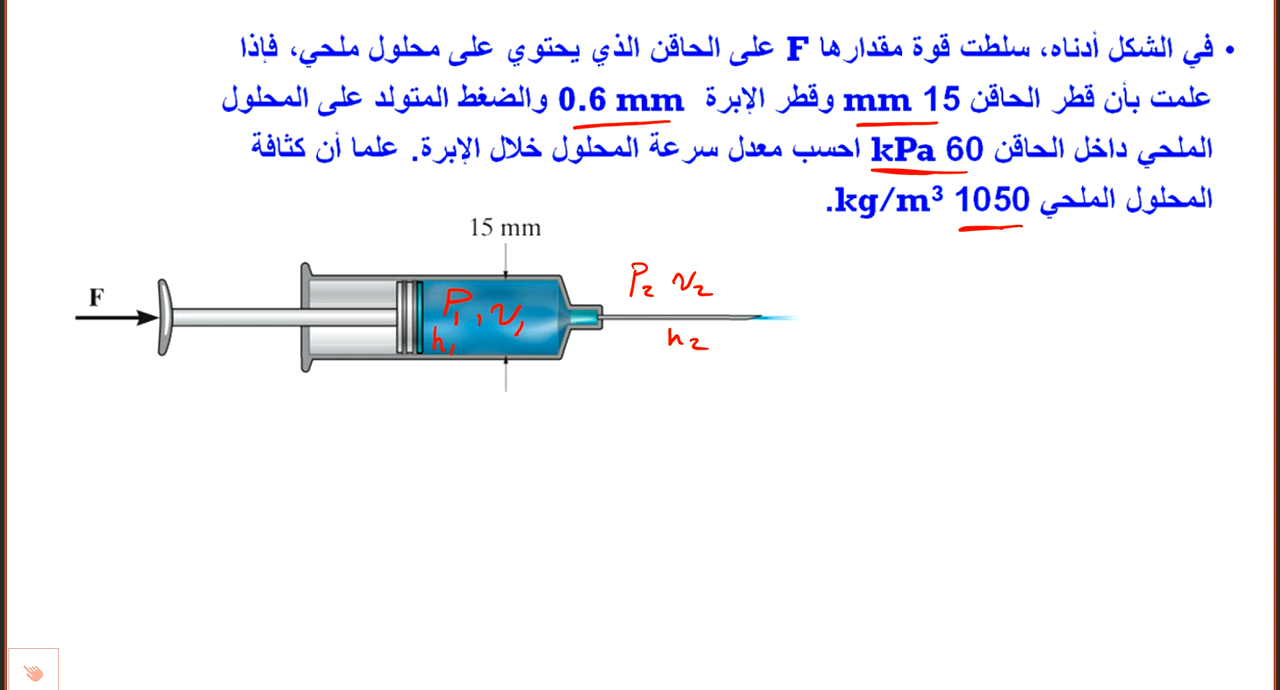 • في الشكل أدناه، سلطت قوة مقدارها F على الحاقن الذي يحتوي على محلول ملحي، فإذا
علمت بأن قطر الحاقن 15 mm وقطر الإبرة 0.6 mm والضغط المتولد على المحلول
الملحي داخل الحاقن 60 kPa احسب معدل سرعة المحلول خلال الإبرة. علما أن كثافة
المحلول الملحي 1050 kg/m³.
15 mm
F
P₁, v₁
h₁
P₂ v₂
h₂